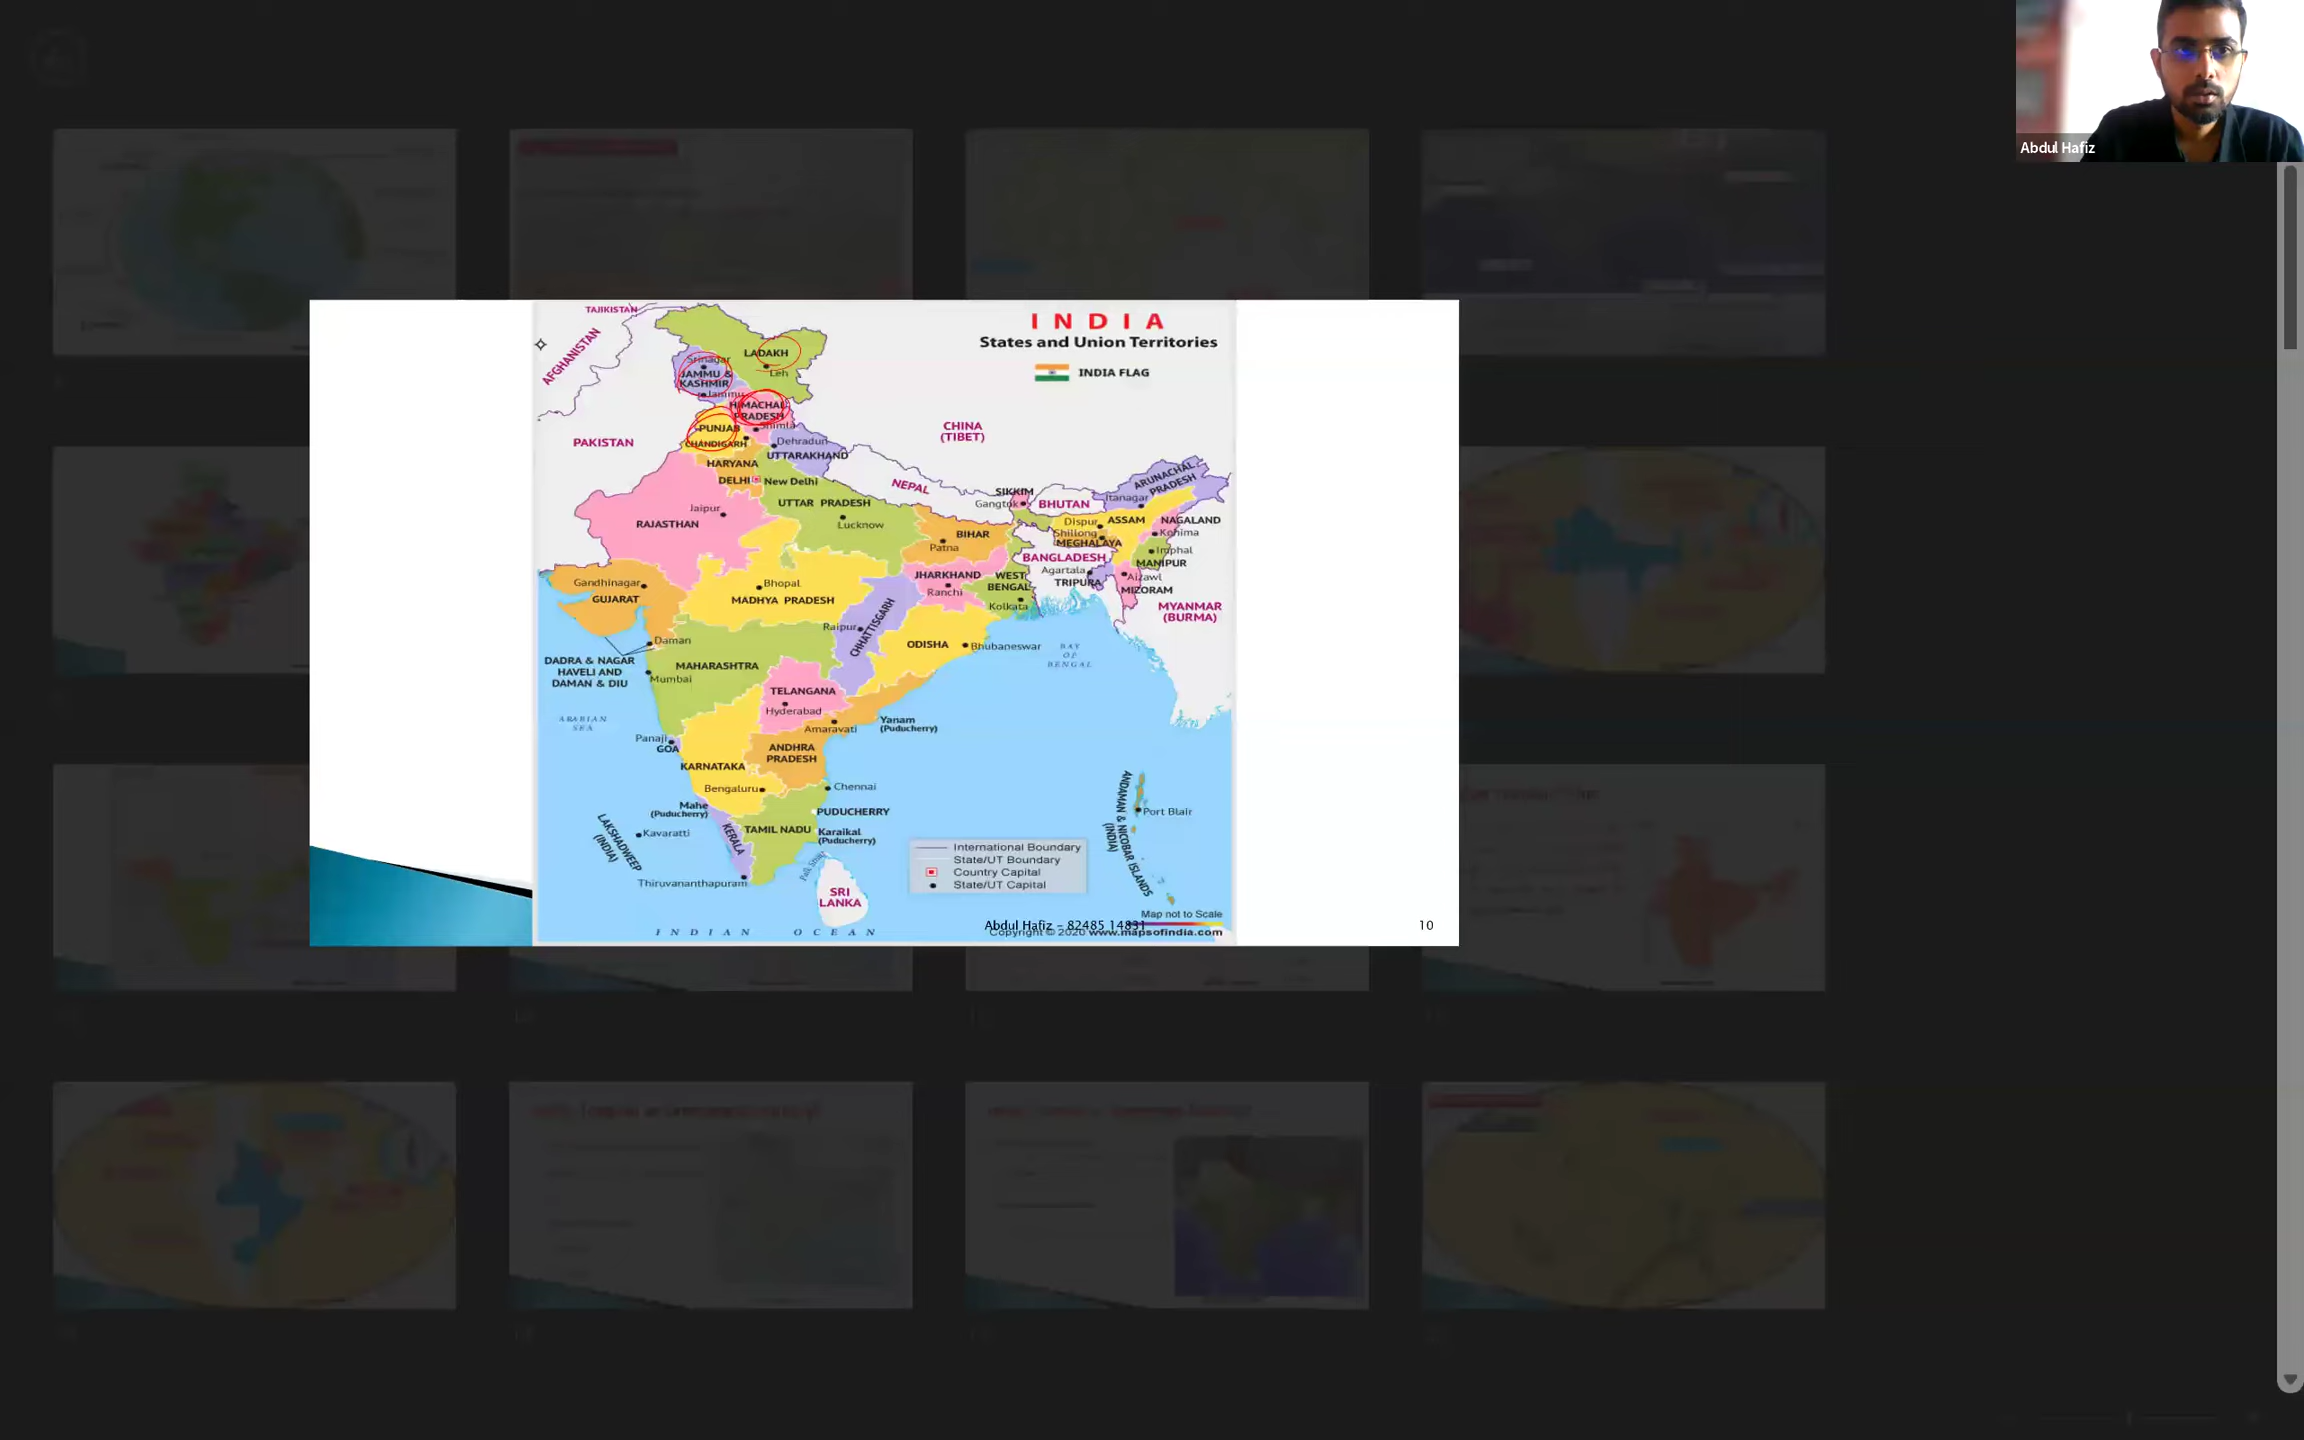 Abdul Hafiz
INDIA
States and Union Territories
INDIA FLAG
TAJIKISTAN
AFGHANISTAN
PAKISTAN
CHINA
(TIBET)
NEPAL
BHUTAN
BANGLADESH
MYANMAR
(BURMA)
SRI
LANKA
LADAKH
Leh
Srinagar
JAMMU &
KASHMIR
Jammu
HIMACHAL
PRADESH
Shimla
PUNJAB
CHANDIGARH
Dehradun
UTTARAKHAND
HARYANA
DELHI
New Delhi
UTTAR PRADESH
Lucknow
Jaipur
RAJASTHAN
SIKKIM
Gangtok
ARUNACHAL
PRADESH
Itanagar
Dispur
ASSAM
NAGALAND
Kohima
Shillong
MEGHALAYA
Imphal
MANIPUR
Agartala
TRIPURA
Aizawl
MIZORAM
BIHAR
Patna
JHARKHAND
Ranchi
WEST
BENGAL
Kolkata
Gandhinagar
GUJARAT
Bhopal
MADHYA PRADESH
Raipur
CHHATTISGARH
ODISHA
Bhubaneswar
BAY
OF
BENGAL
Daman
DADRA & NAGAR
HAVELI AND
DAMAN & DIU
MAHARASHTRA
Mumbai
TELANGANA
Hyderabad
Amaravati
Yanam
(Puducherry)
ARABIAN
SEA
Panaji
GOA
KARNATAKA
ANDHRA
PRADESH
Bengaluru
Chennai
Mahe
(Puducherry)
PUDUCHERRY
KERALA
TAMIL NADU
Karaikal
(Puducherry)
LAKSHADWEEP
(INDIA)
Kavaratti
Thiruvananthapuram
Palk Strait
ANDAMAN & NICOBAR ISLANDS
(INDIA)
Port Blair
International Boundary
State/UT Boundary
Country Capital
State/UT Capital
Map not to Scale
INDIAN OCEAN
Abdul Hafiz - 82485 14831
Copyright © 2020 www.mapsofindia.com
10